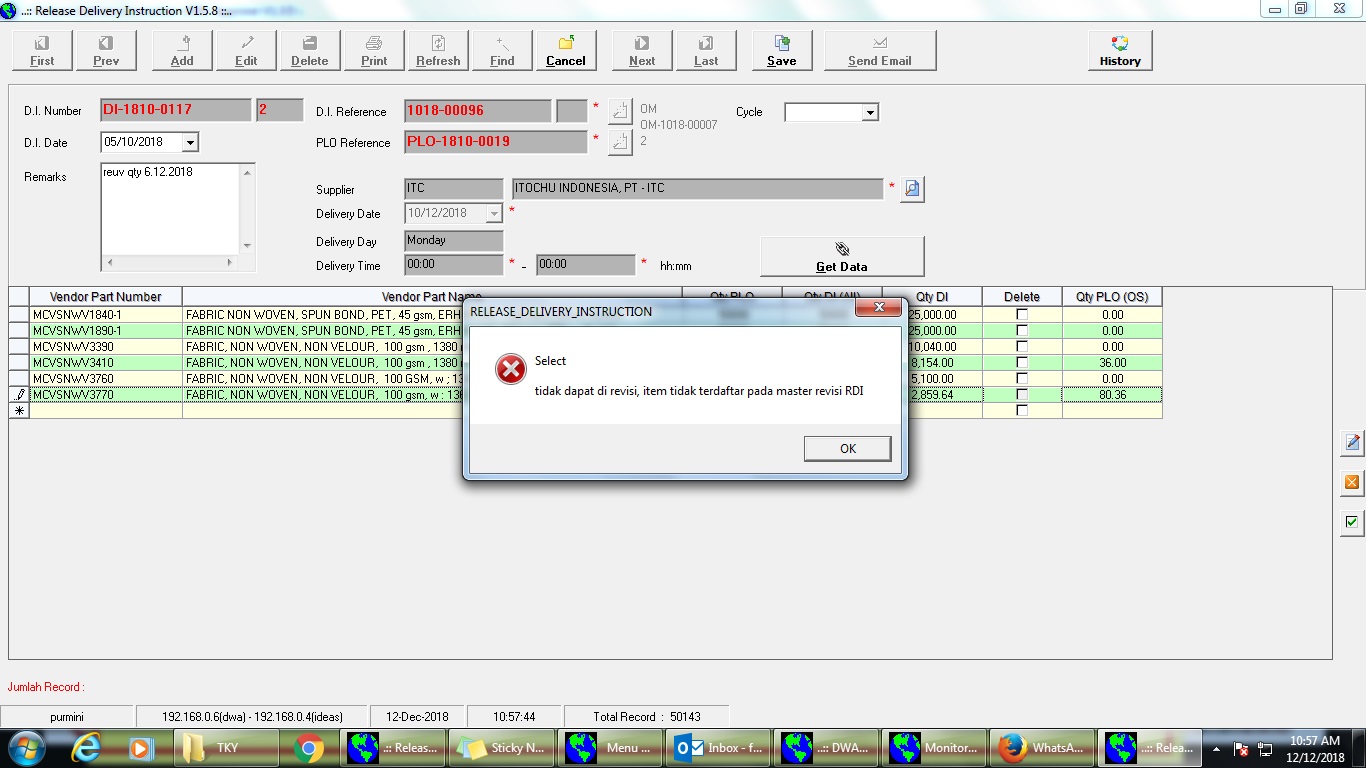 ..:: Release Delivery Instruction V1.5.8 ::..
First Prev Add Edit Delete Print Refresh Find Cancel Next Last Save Send Email History
D.I. Number DI-1810-0117 2 D.I. Reference 1018-00096 * OM Cycle
OM-1018-00007
D.I. Date 05/10/2018 PLO Reference PLO-1810-0019 * 2
Remarks reuv qty 6.12.2018
Supplier ITC ITOCHU INDONESIA, PT - ITC *
Delivery Date 10/12/2018 *
Delivery Day Monday
Delivery Time 00:00 * - 00:00 * hh:mm Get Data
Vendor Part Number Vendor Part Name Qty PLO Qty DI (All) Qty DI Delete Qty PLO (OS)
MCVSNWV1840-1 FABRIC NON WOVEN, SPUN BOND, PET, 45 gsm, ERH 25,000.00 0.00
MCVSNWV1890-1 FABRIC NON WOVEN, SPUN BOND, PET, 45 gsm, ERH 25,000.00 0.00
MCVSNWV3390 FABRIC, NON WOVEN, NON VELOUR, 100 gsm , 1380 10,040.00 0.00
MCVSNWV3410 FABRIC, NON WOVEN, NON VELOUR, 100 gsm , 1380 8,154.00 36.00
MCVSNWV3760 FABRIC, NON WOVEN, NON VELOUR, 100 GSM, w : 13 5,100.00 0.00
MCVSNWV3770 FABRIC, NON WOVEN, NON VELOUR, 100 gsm, w : 138 2,859.64 80.36
RELEASE_DELIVERY_INSTRUCTION
Select
tidak dapat di revisi, item tidak terdaftar pada master revisi RDI
OK
Jumlah Record :
purmini 192.168.0.6(dwa) - 192.168.0.4(ideas) 12-Dec-2018 10:57:44 Total Record : 50143
TKY .:: Releas... Sticky N... Menu ... Inbox - f... ..:: DWA... Monitor... WhatsA... ..:: Relea... 10:57 AM
12/12/2018